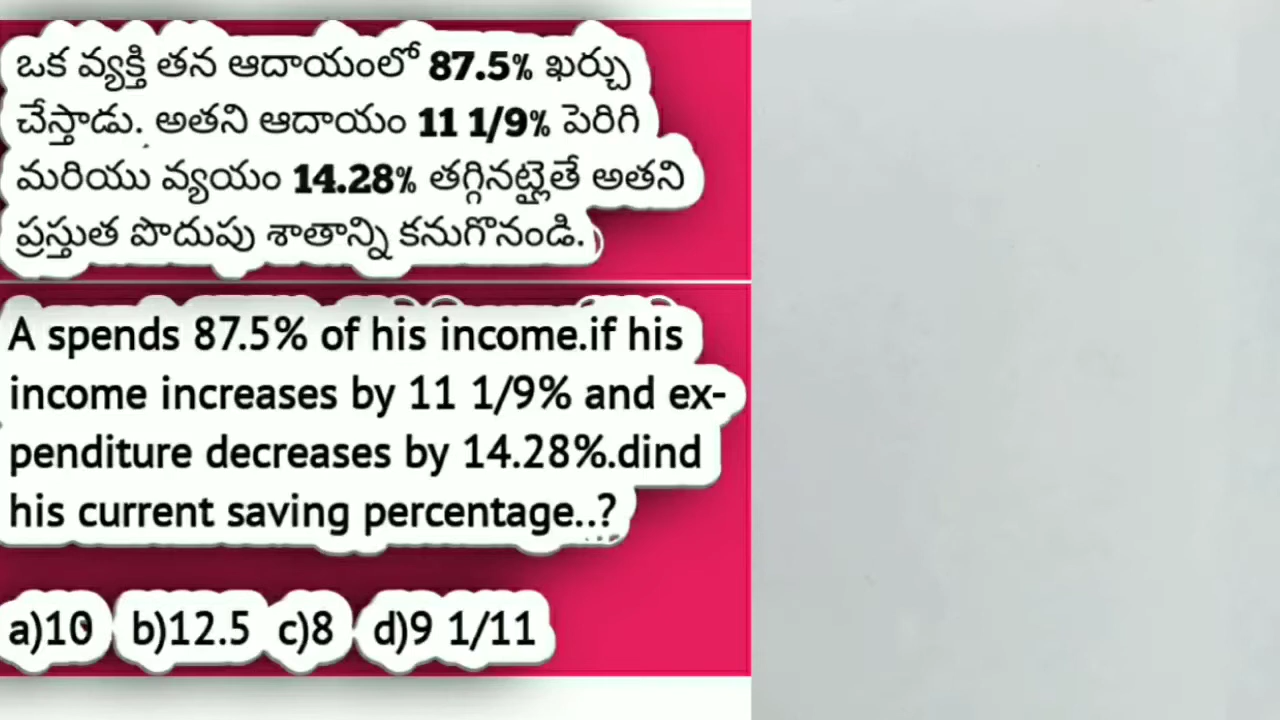 ఒక వ్యక్తి తన ఆదాయంలో 87.5% ఖర్చు
చేస్తాడు. అతని ఆదాయం 11 1/9% పెరిగి
మరియు వ్యయం 14.28% తగ్గినట్లైతే అతని
ప్రస్తుత పొదుపు శాతాన్ని కనుగొనండి.
A spends 87.5% of his income.if his
income increases by 11 1/9% and ex-
penditure decreases by 14.28%.dind
his current saving percentage..?
a)10 b)12.5 c)8 d)9 1/11